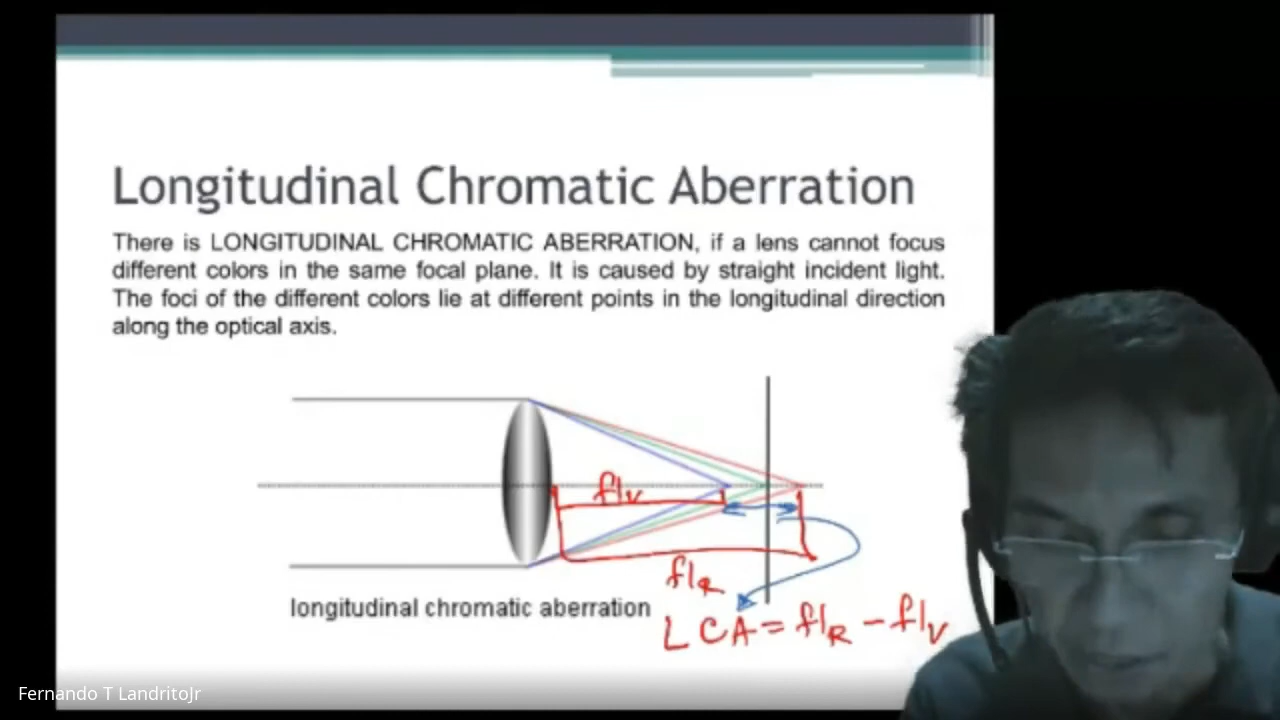 Longitudinal Chromatic Aberration
There is LONGITUDINAL CHROMATIC ABERRATION, if a lens cannot focus
different colors in the same focal plane. It is caused by straight incident light.
The foci of the different colors lie at different points in the longitudinal direction
along the optical axis.
flv
flR
longitudinal chromatic aberration
LCA = flR - flv
Fernando T LandritoJr